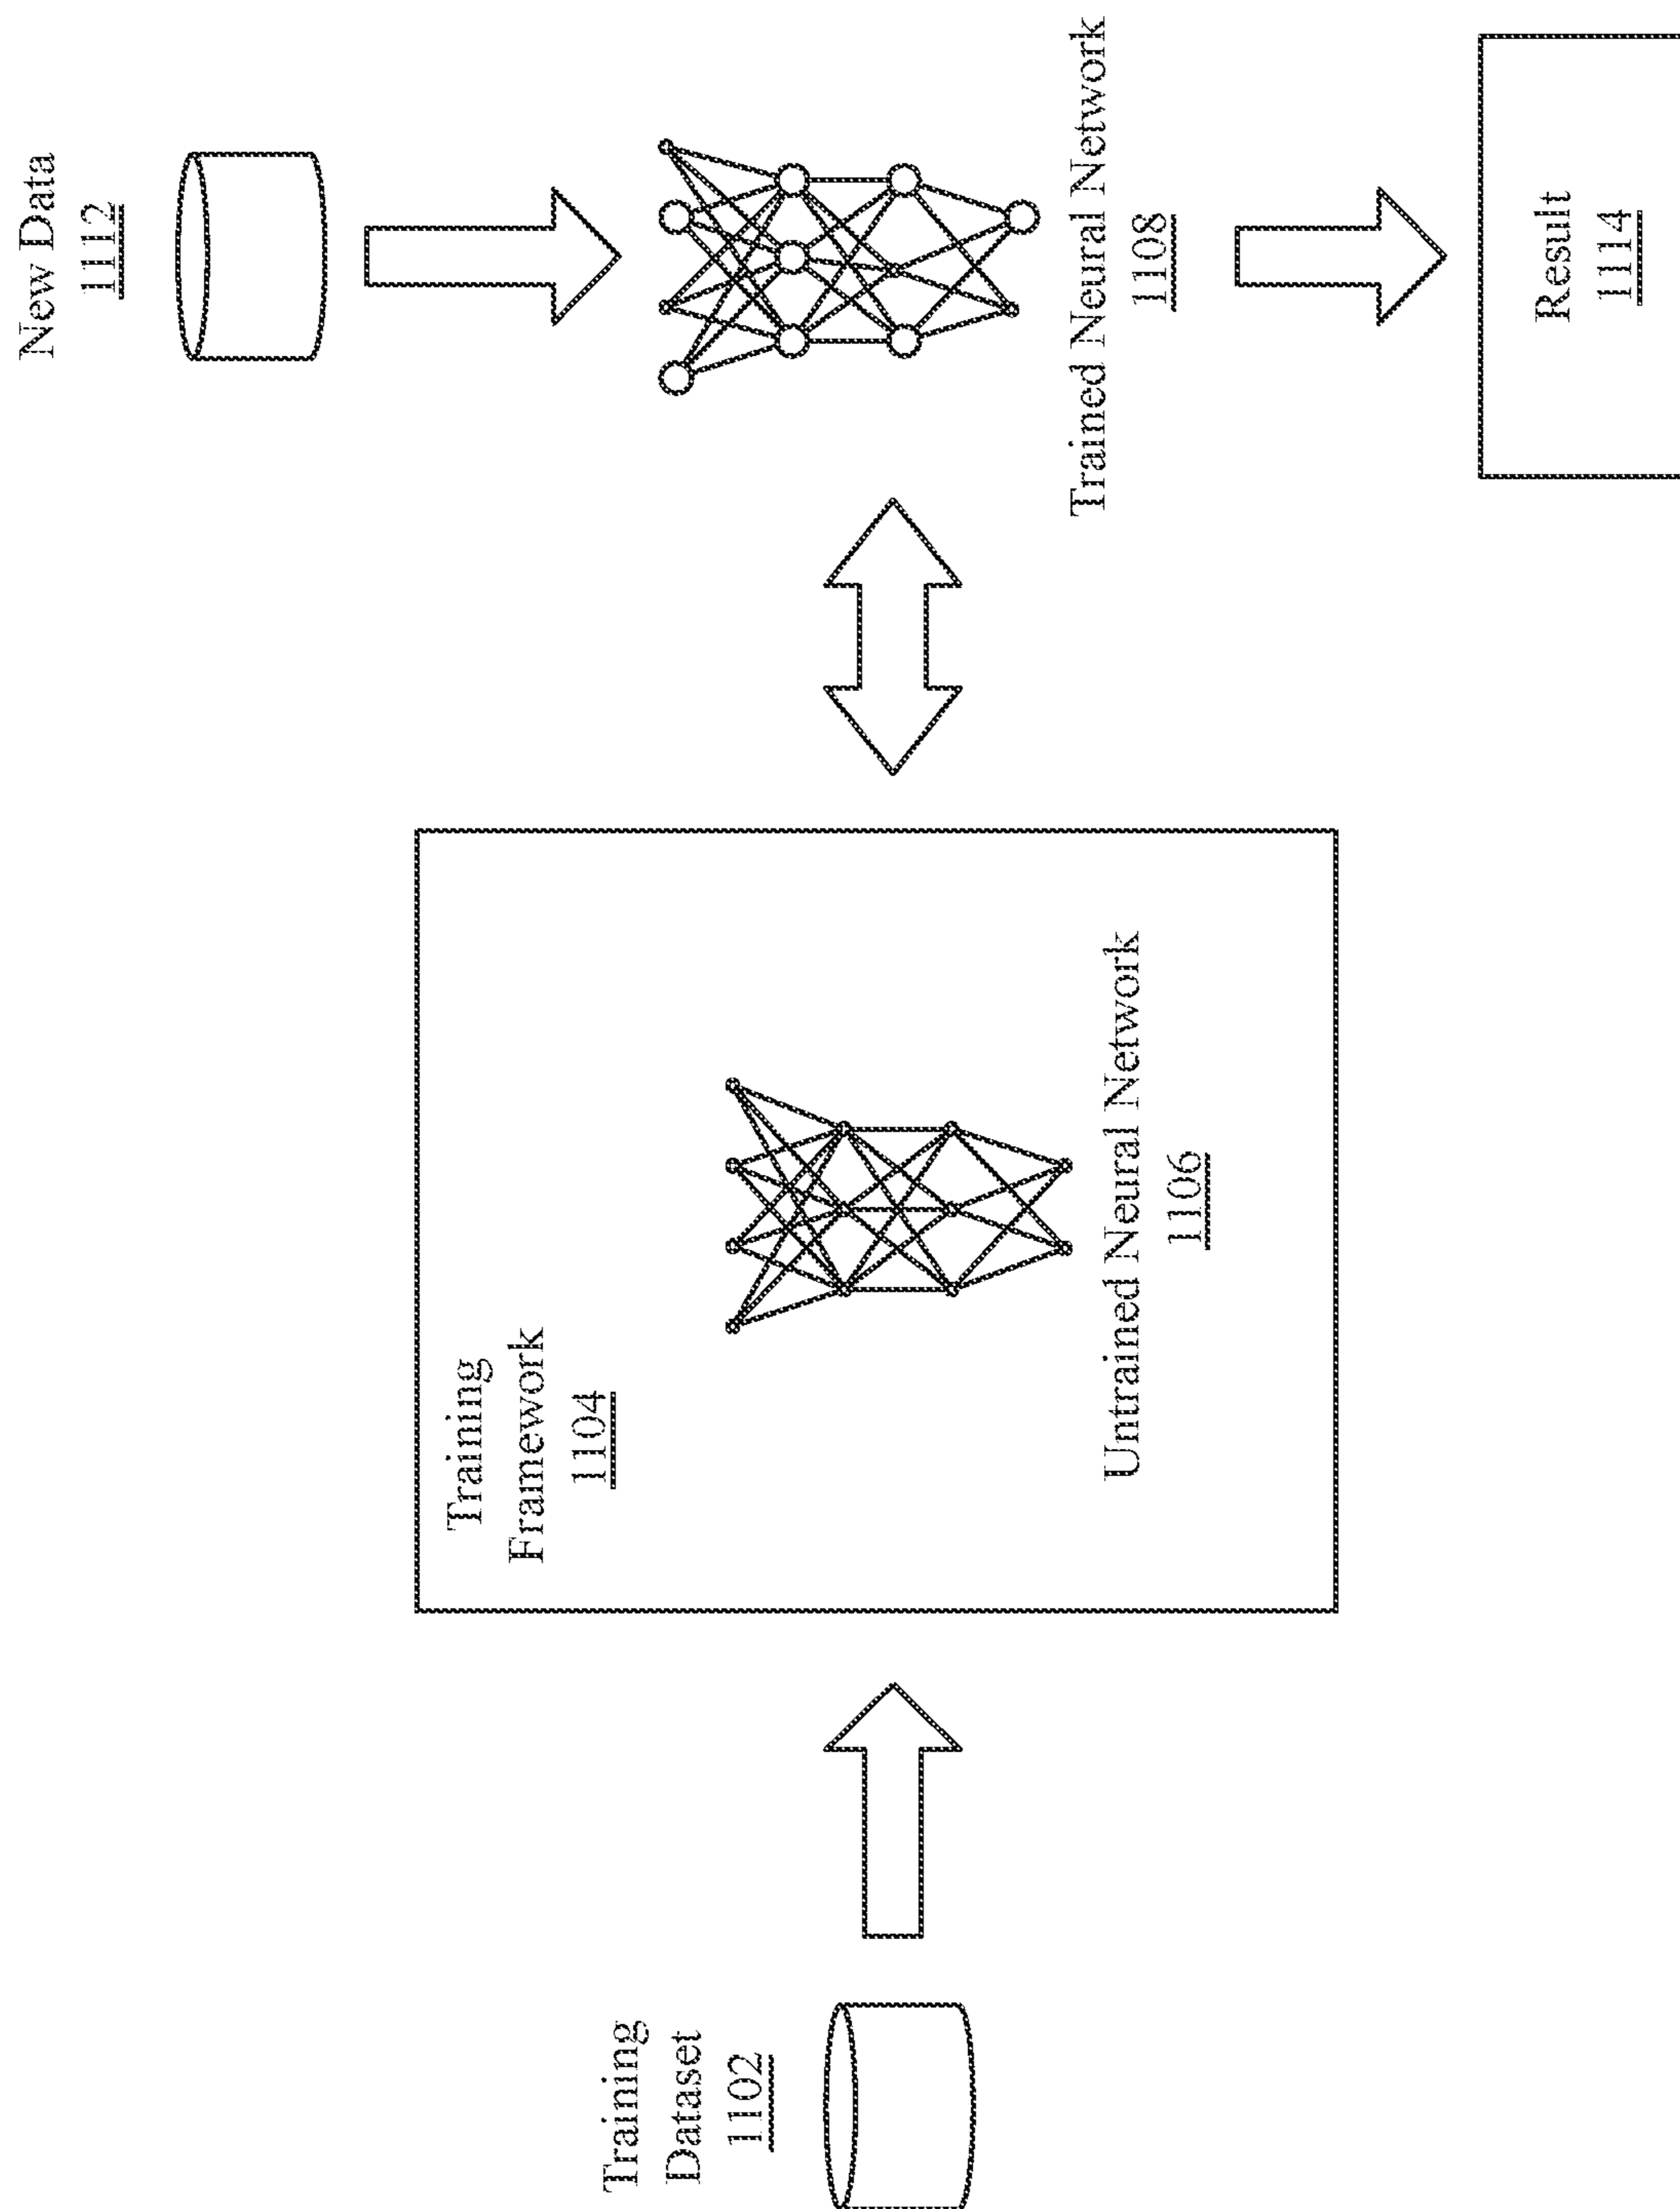 Training
Dataset
1102
Training
Framework
1104
Untrained Neural Network
1106
New Data
1112
Trained Neural Network
1108
Result
1114